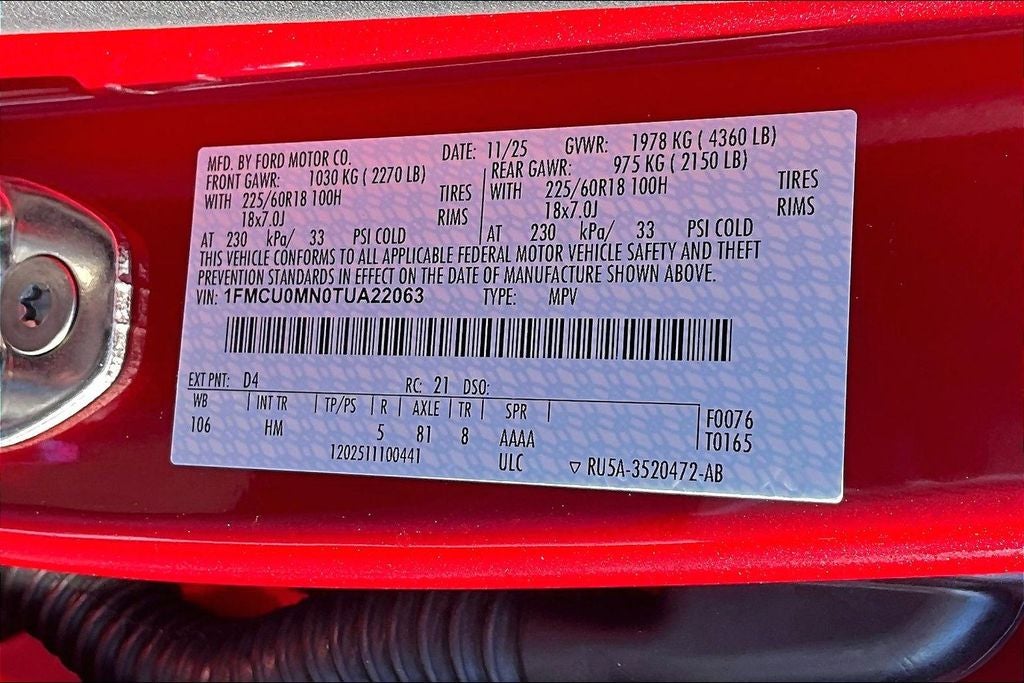 MFD. BY FORD MOTOR CO. DATE: 11/25 GVWR: 1978 KG ( 4360 LB)
FRONT GAWR: 1030 KG ( 2270 LB) REAR GAWR: 975 KG ( 2150 LB)
WITH 225/60R18 100H TIRES WITH 225/60R18 100H TIRES
18x7.0J RIMS 18x7.0J RIMS
AT 230 kPa/ 33 PSI COLD AT 230 kPa/ 33 PSI COLD
THIS VEHICLE CONFORMS TO ALL APPLICABLE FEDERAL MOTOR VEHICLE SAFETY AND THEFT
PREVENTION STANDARDS IN EFFECT ON THE DATE OF MANUFACTURE SHOWN ABOVE.
VIN: 1FMCU0MN0TUA22063 TYPE: MPV
EXT PNT: D4 RC: 21 DSO:
WB INT TR TP/PS R AXLE TR SPR F0076
106 HM 5 81 8 AAAA T0165
1202511100441 ULC ▽ RU5A-3520472-AB